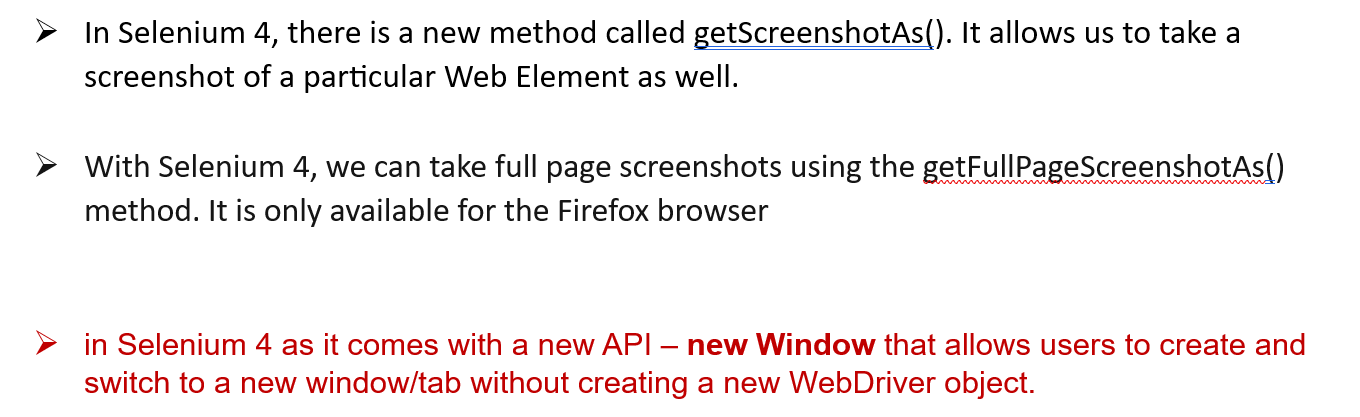 ➢ In Selenium 4, there is a new method called getScreenshotAs(). It allows us to take a
screenshot of a particular Web Element as well.
➢ With Selenium 4, we can take full page screenshots using the getFullPageScreenshotAs()
method. It is only available for the Firefox browser
➢ in Selenium 4 as it comes with a new API – new Window that allows users to create and
switch to a new window/tab without creating a new WebDriver object.